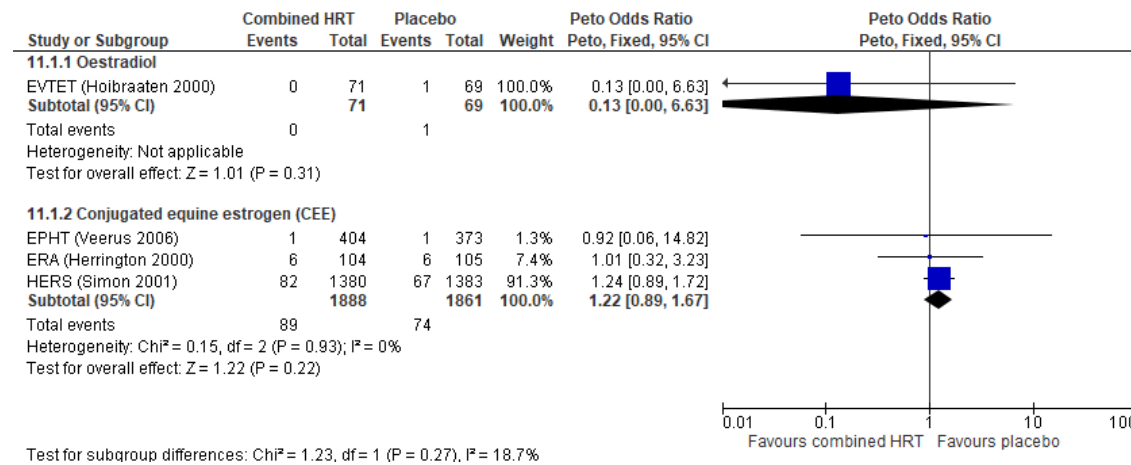 Combined HRT Placebo Peto Odds Ratio Peto Odds Ratio
Study or Subgroup Events Total Events Total Weight Peto, Fixed, 95% CI Peto, Fixed, 95% CI
11.1.1 Oestradiol
EVTET (Hoibraaten 2000) 0 71 1 69 100.0% 0.13 [0.00, 6.63]
Subtotal (95% CI) 71 69 100.0% 0.13 [0.00, 6.63]
Total events 0 1
Heterogeneity: Not applicable
Test for overall effect: Z = 1.01 (P = 0.31)
11.1.2 Conjugated equine estrogen (CEE)
EPHT (Veerus 2006) 1 404 1 373 1.3% 0.92 [0.06, 14.82]
ERA (Herrington 2000) 6 104 6 105 7.4% 1.01 [0.32, 3.23]
HERS (Simon 2001) 82 1380 67 1383 91.3% 1.24 [0.89, 1.72]
Subtotal (95% CI) 1888 1861 100.0% 1.22 [0.89, 1.67]
Total events 89 74
Heterogeneity: Chi² = 0.15, df = 2 (P = 0.93); I² = 0%
Test for overall effect: Z = 1.22 (P = 0.22)
0.01 0.1 1 10 100
Favours combined HRT Favours placebo
Test for subgroup differences: Chi² = 1.23, df = 1 (P = 0.27), I² = 18.7%